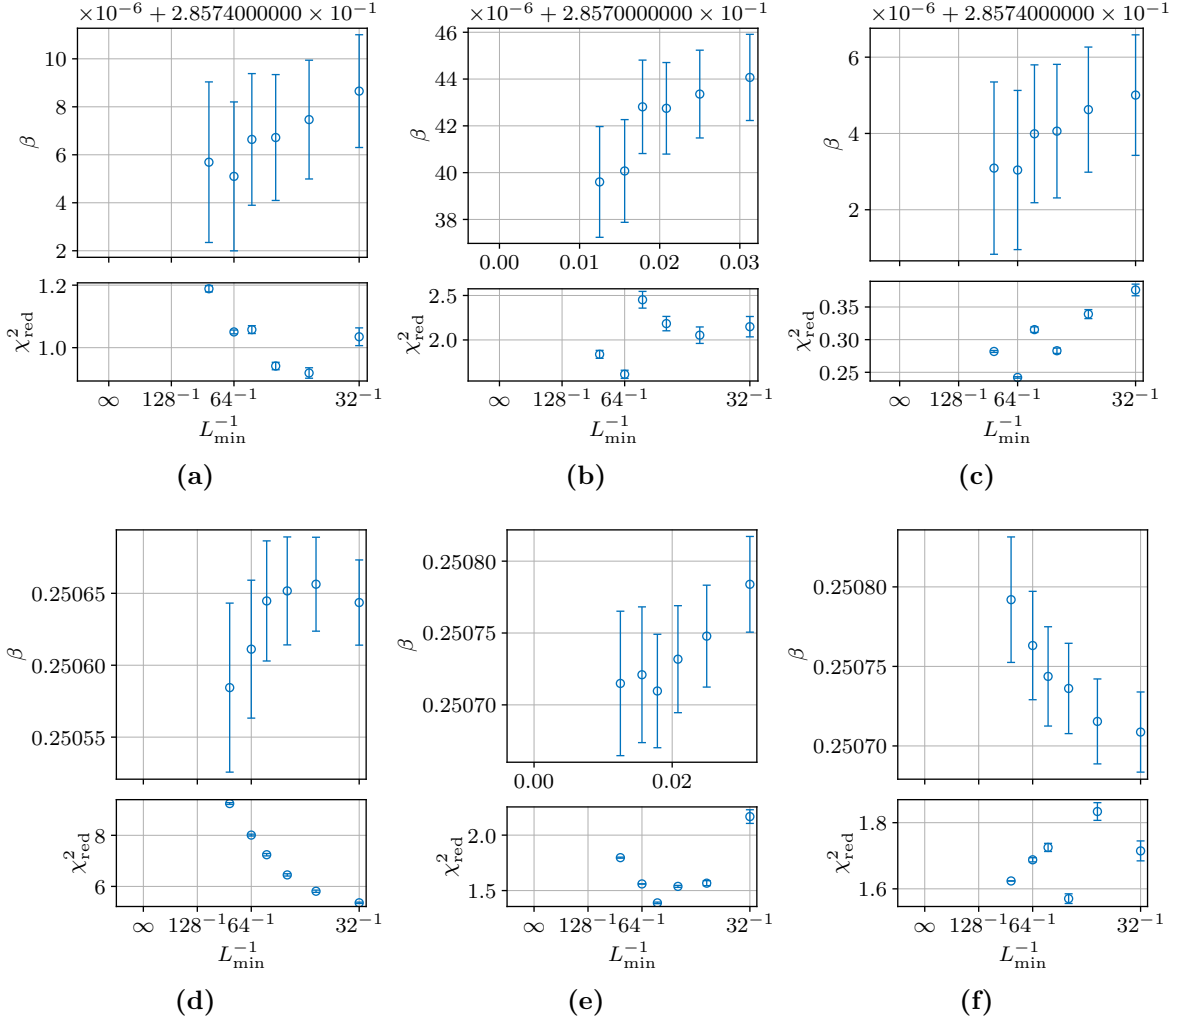 ×10⁻⁶ + 2.8574000000 × 10⁻¹
10
8
6
4
2
β
1.2
1.0
χ²red
∞ 128⁻¹ 64⁻¹ 32⁻¹
L⁻¹min
(a)
×10⁻⁶ + 2.8570000000 × 10⁻¹
46
44
42
40
38
β
0.00 0.01 0.02 0.03
2.5
2.0
χ²red
∞ 128⁻¹ 64⁻¹ 32⁻¹
L⁻¹min
(b)
×10⁻⁶ + 2.8574000000 × 10⁻¹
6
4
2
β
0.35
0.30
0.25
χ²red
∞ 128⁻¹ 64⁻¹ 32⁻¹
L⁻¹min
(c)
0.25065
0.25060
0.25055
β
8
6
χ²red
∞ 128⁻¹ 64⁻¹ 32⁻¹
L⁻¹min
(d)
0.25080
0.25075
0.25070
β
0.00 0.02
2.0
1.5
χ²red
∞ 128⁻¹ 64⁻¹ 32⁻¹
L⁻¹min
(e)
0.25080
0.25075
0.25070
β
1.8
1.6
χ²red
∞ 128⁻¹ 64⁻¹ 32⁻¹
L⁻¹min
(f)